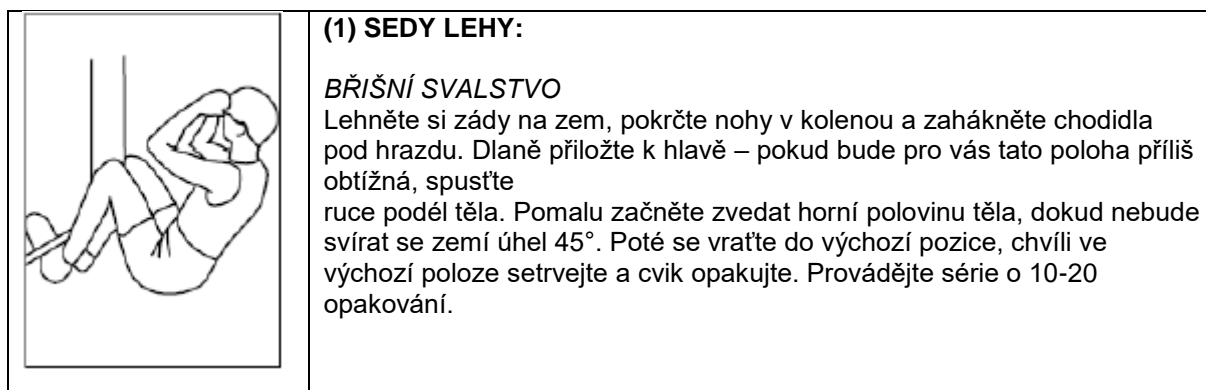 (1) SEDY LEHY:
BŘIŠNÍ SVALSTVO
Lehněte si zády na zem, pokrčte nohy v kolenou a zahákněte chodidla
pod hrazdu. Dlaně přiložte k hlavě – pokud bude pro vás tato poloha příliš
obtížná, spusťte
ruce podél těla. Pomalu začněte zvedat horní polovinu těla, dokud nebude
svírat se zemí úhel 45°. Poté se vraťte do výchozí pozice, chvíli ve
výchozí poloze setrvejte a cvik opakujte. Provádějte série o 10-20
opakování.